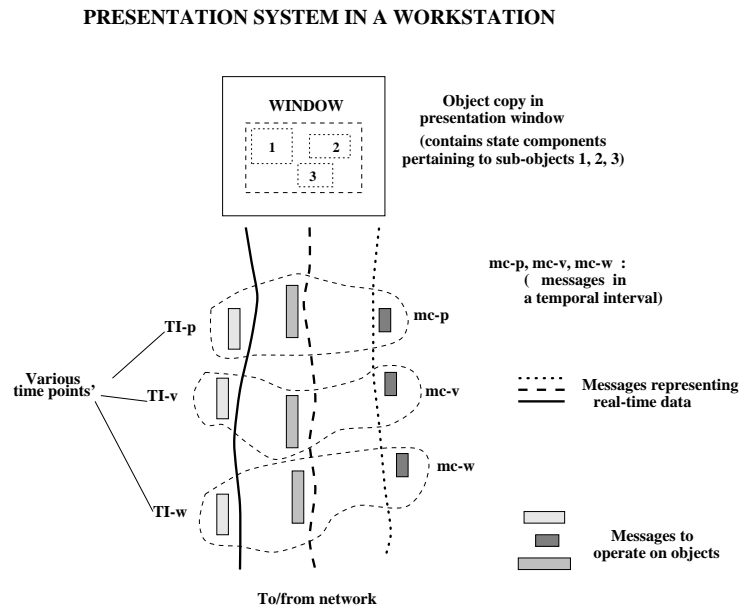 PRESENTATION SYSTEM IN A WORKSTATION
WINDOW
1
2
3
Object copy in
presentation window
(contains state components
pertaining to sub-objects 1, 2, 3)
mc-p, mc-v, mc-w :
( messages in
a temporal interval)
TI-p
mc-p
Various
time points'
TI-v
mc-v
Messages representing
real-time data
mc-w
TI-w
Messages to
operate on objects
To/from network